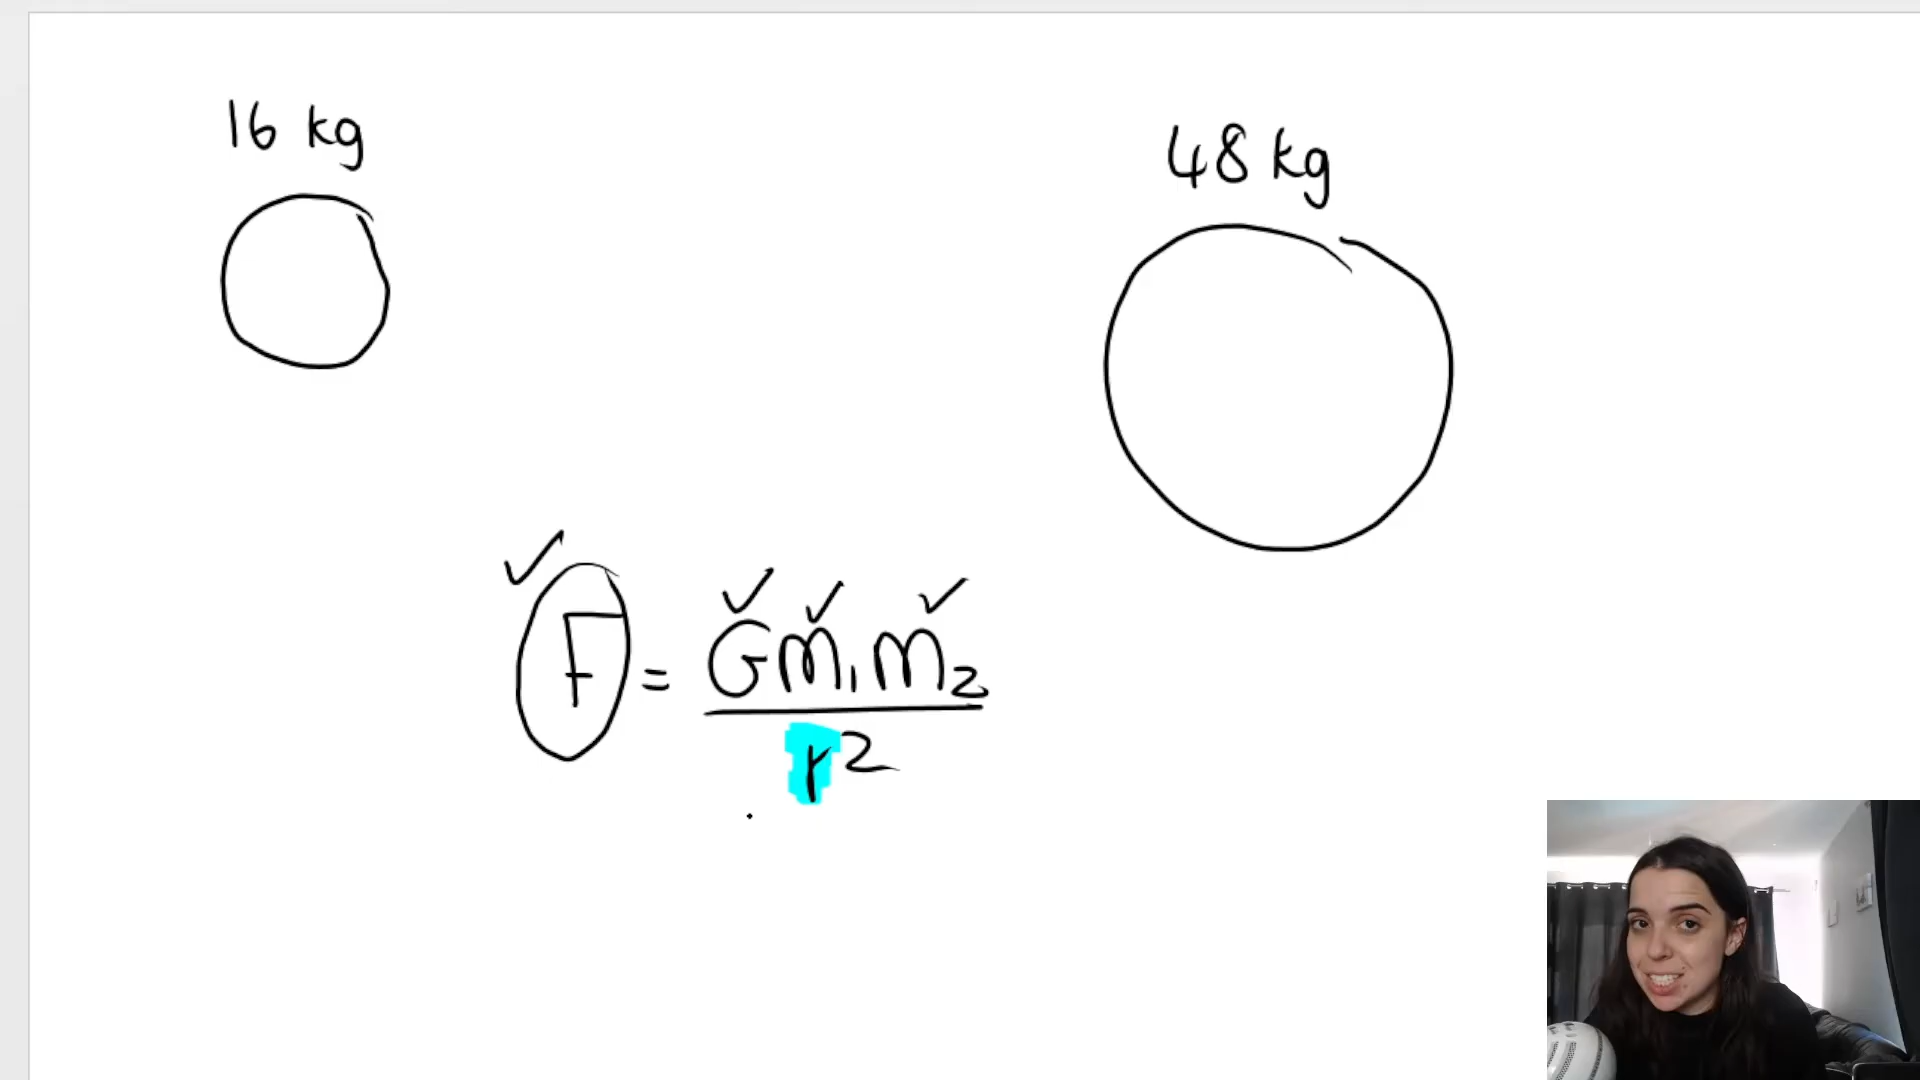 16 kg
48 kg
F = Gm₁m₂
r²